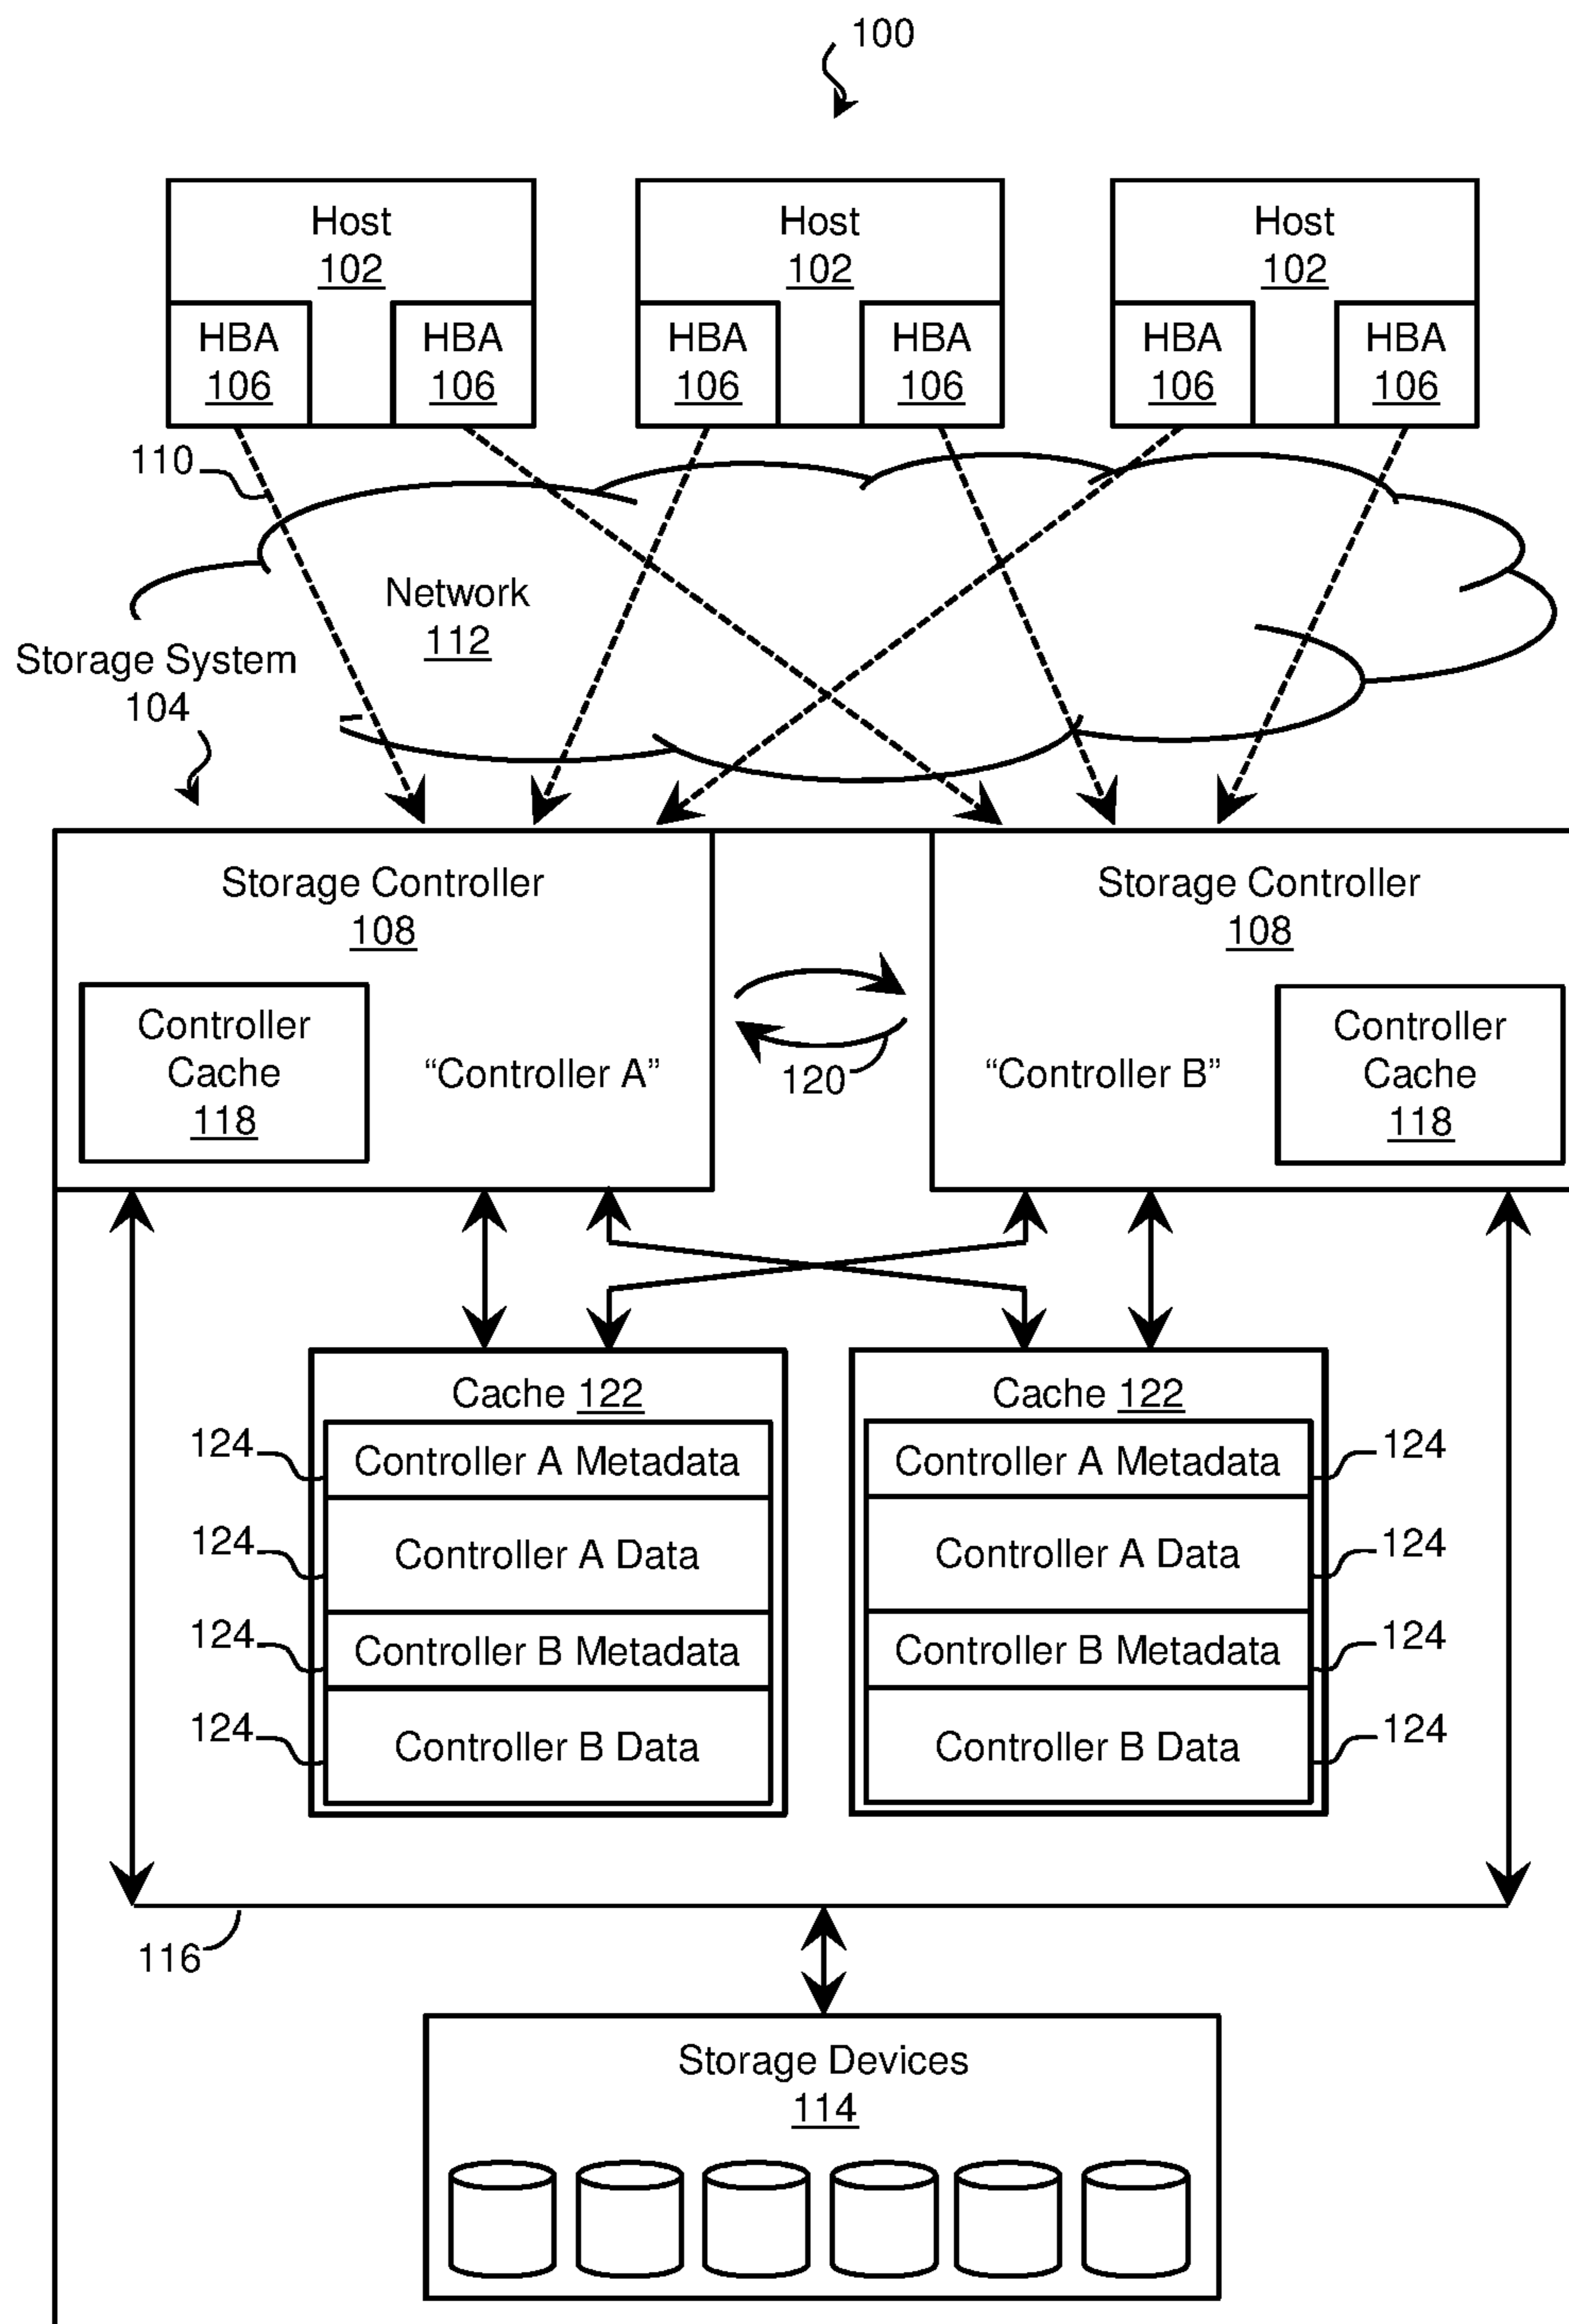 100
Host
102
Host
102
Host
102
HBA
106
HBA
106
HBA
106
HBA
106
HBA
106
HBA
106
110
Network
112
Storage System
104
Storage Controller
108
Storage Controller
108
Controller
Cache
118
“Controller A”
120
“Controller B”
Controller
Cache
118
Cache 122
124
Controller A Metadata
124
Controller A Data
124
Controller B Metadata
124
Controller B Data
Cache 122
Controller A Metadata
124
Controller A Data
124
Controller B Metadata
124
Controller B Data
124
116
Storage Devices
114